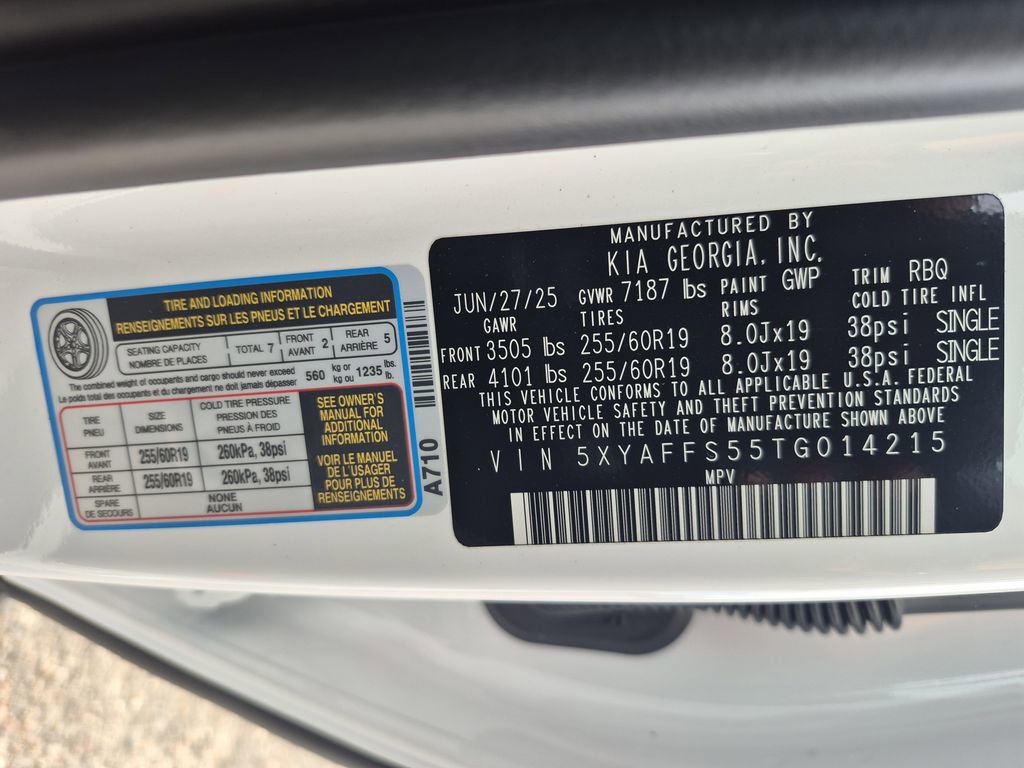 TIRE AND LOADING INFORMATION
RENSEIGNEMENTS SUR LES PNEUS ET LE CHARGEMENT
SEATING CAPACITY
NOMBRE DE PLACES
TOTAL 7
FRONT
AVANT 2
REAR
ARRIÈRE 5
The combined weight of occupants and cargo should never exceed
Le poids total des occupants et du chargement ne doit jamais dépasser
560 kg or kg ou 1235 lbs. lb.
TIRE
PNEU
SIZE
DIMENSIONS
COLD TIRE PRESSURE
PRESSION DES
PNEUS À FROID
FRONT
AVANT
255/60R19
260kPa, 38psi
REAR
ARRIÈRE
255/60R19
260kPa, 38psi
SPARE
DE SECOURS
NONE
AUCUN
SEE OWNER'S
MANUAL FOR
ADDITIONAL
INFORMATION
VOIR LE MANUEL
DE L'USAGER
POUR PLUS DE
RENSEIGNEMENTS
A710
MANUFACTURED BY
KIA GEORGIA, INC.
JUN/27/25 GVWR 7187 lbs PAINT GWP TRIM RBQ
GAWR TIRES RIMS COLD TIRE INFL
FRONT 3505 lbs 255/60R19 8.0Jx19 38psi SINGLE
REAR 4101 lbs 255/60R19 8.0Jx19 38psi SINGLE
THIS VEHICLE CONFORMS TO ALL APPLICABLE U.S.A. FEDERAL
MOTOR VEHICLE SAFETY AND THEFT PREVENTION STANDARDS
IN EFFECT ON THE DATE OF MANUFACTURE SHOWN ABOVE
VIN 5XYAFFS55TG014215
MPV